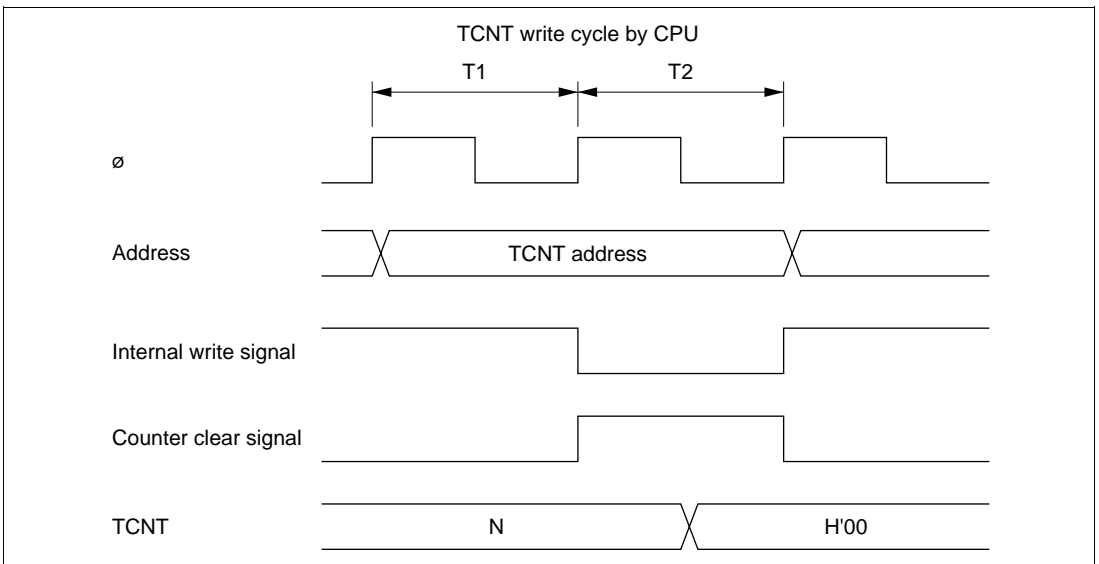 TCNT write cycle by CPU
T1 T2
ø
Address TCNT address
Internal write signal
Counter clear signal
TCNT N H'00